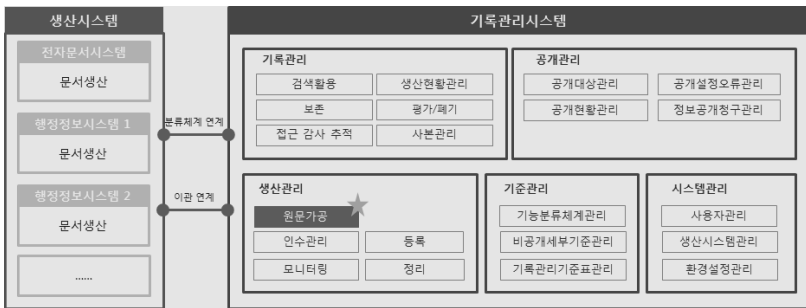 생산시스템
전자문서시스템
문서생산
행정정보시스템 1
문서생산
행정정보시스템 2
문서생산
......
분류체계 연계
이관 연계
기록관리시스템
기록관리
검색활용
생산현황관리
보존
평가/폐기
접근 감사 추적
사본관리
공개관리
공개대상관리
공개설정오류관리
공개현황관리
정보공개청구관리
생산관리
원문가공
인수관리
등록
모니터링
정리
기준관리
기능분류체계관리
비공개세부기준관리
기록관리기준표관리
시스템관리
사용자관리
생산시스템관리
환경설정관리